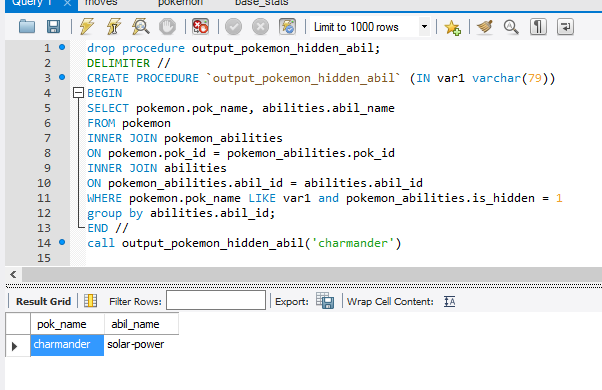 Query 1 moves pokemon base_stats
Limit to 1000 rows
1 drop procedure output_pokemon_hidden_abil;
2 DELIMITER //
3 CREATE PROCEDURE `output_pokemon_hidden_abil` (IN var1 varchar(79))
4 BEGIN
5 SELECT pokemon.pok_name, abilities.abil_name
6 FROM pokemon
7 INNER JOIN pokemon_abilities
8 ON pokemon.pok_id = pokemon_abilities.pok_id
9 INNER JOIN abilities
10 ON pokemon_abilities.abil_id = abilities.abil_id
11 WHERE pokemon.pok_name LIKE var1 and pokemon_abilities.is_hidden = 1
12 group by abilities.abil_id;
13 END //
14 call output_pokemon_hidden_abil('charmander')
15
Result Grid Filter Rows: Export: Wrap Cell Content: IA
pok_name abil_name
charmander solar-power